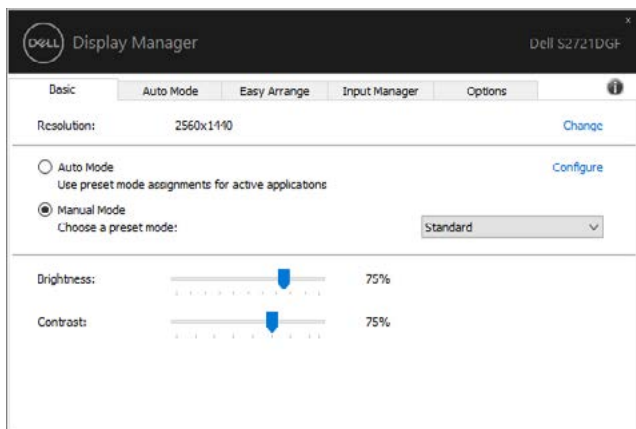 DELL Display Manager
Dell S2721DGF
Basic Auto Mode Easy Arrange Input Manager Options
Resolution: 2560x1440 Change
Auto Mode Configure
Use preset mode assignments for active applications
Manual Mode
Choose a preset mode: Standard
Brightness: 75%
Contrast: 75%